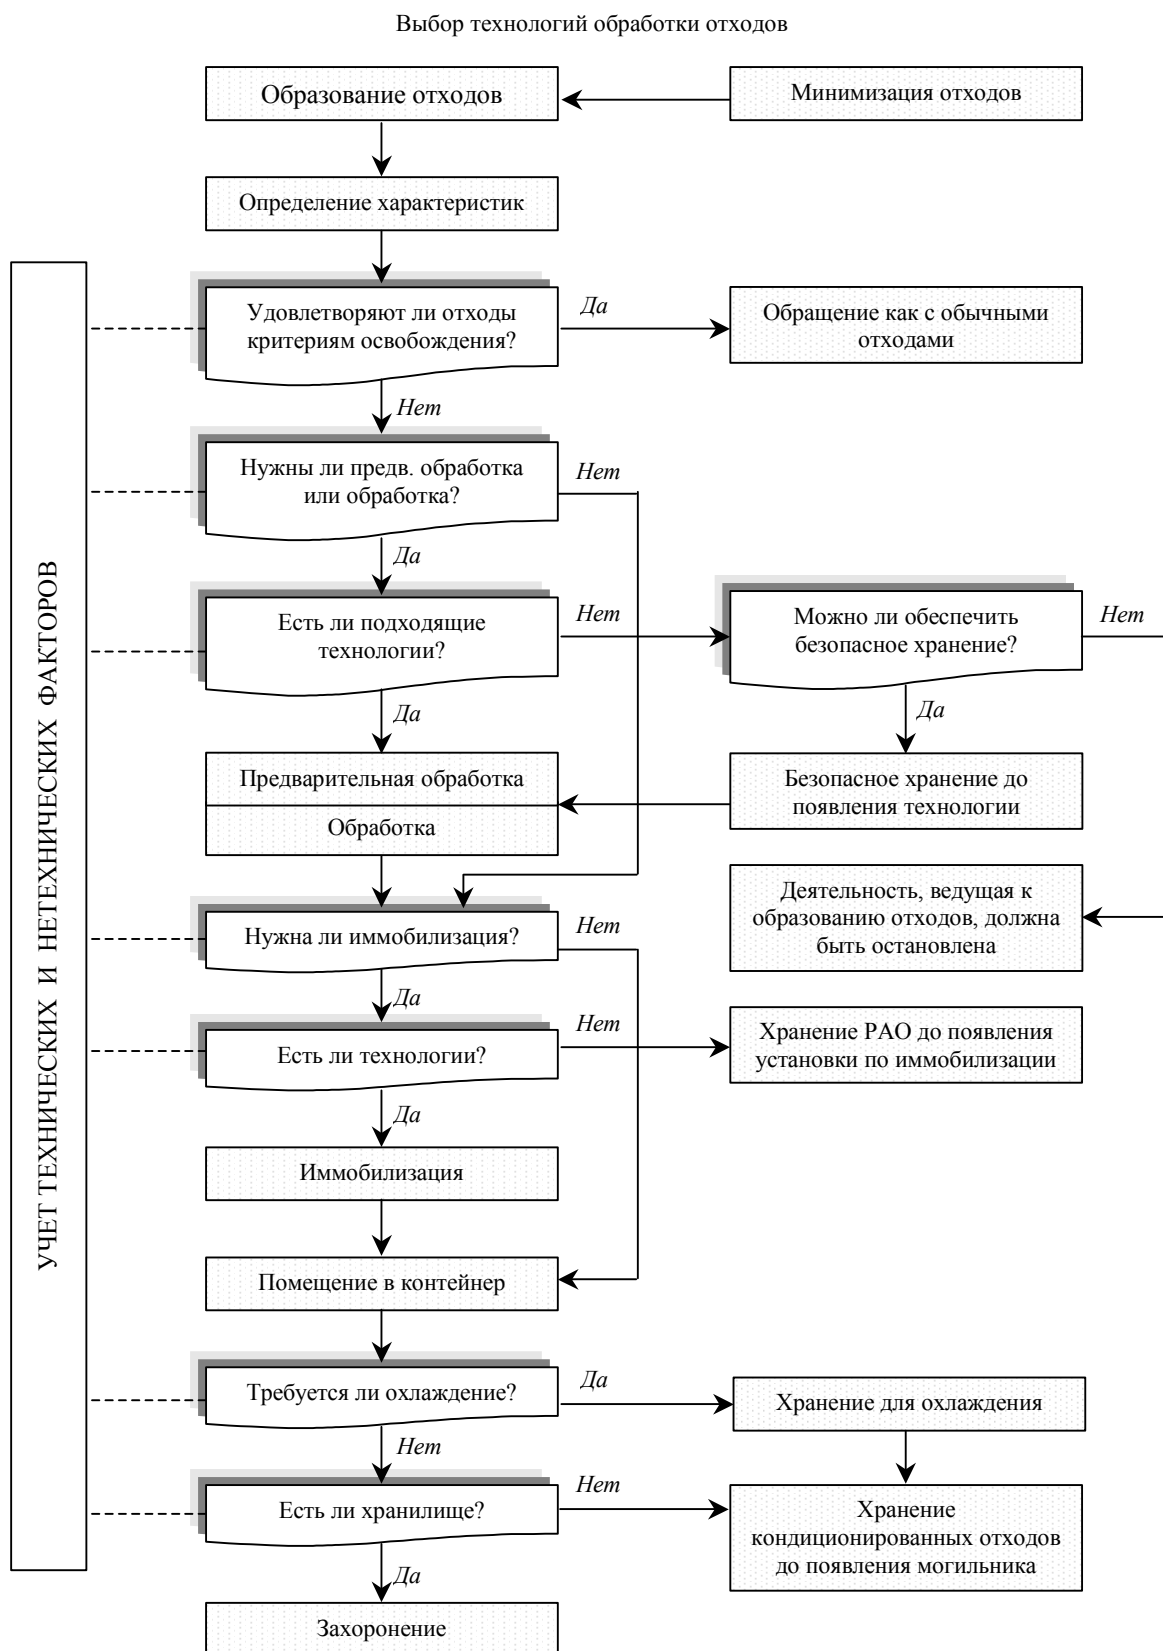 Выбор технологий обработки отходов
Образование отходов
Минимизация отходов
Определение характеристик
Удовлетворяют ли отходы
критериям освобождения?
Да
Обращение как с обычными
отходами
Нет
Нужны ли предв. обработка
или обработка?
Нет
Да
Есть ли подходящие
технологии?
Нет
Можно ли обеспечить
безопасное хранение?
Нет
Да
Да
Предварительная обработка
Обработка
Безопасное хранение до
появления технологии
Деятельность, ведущая к
образованию отходов, должна
быть остановлена
Нужна ли иммобилизация?
Нет
Да
Есть ли технологии?
Нет
Хранение РАО до появления
установки по иммобилизации
Да
Иммобилизация
Помещение в контейнер
Требуется ли охлаждение?
Да
Хранение для охлаждения
Нет
Есть ли хранилище?
Нет
Хранение
кондиционированных отходов
до появления могильника
Да
Захоронение
УЧЕТ ТЕХНИЧЕСКИХ И НЕТЕХНИЧЕСКИХ ФАКТОРОВ